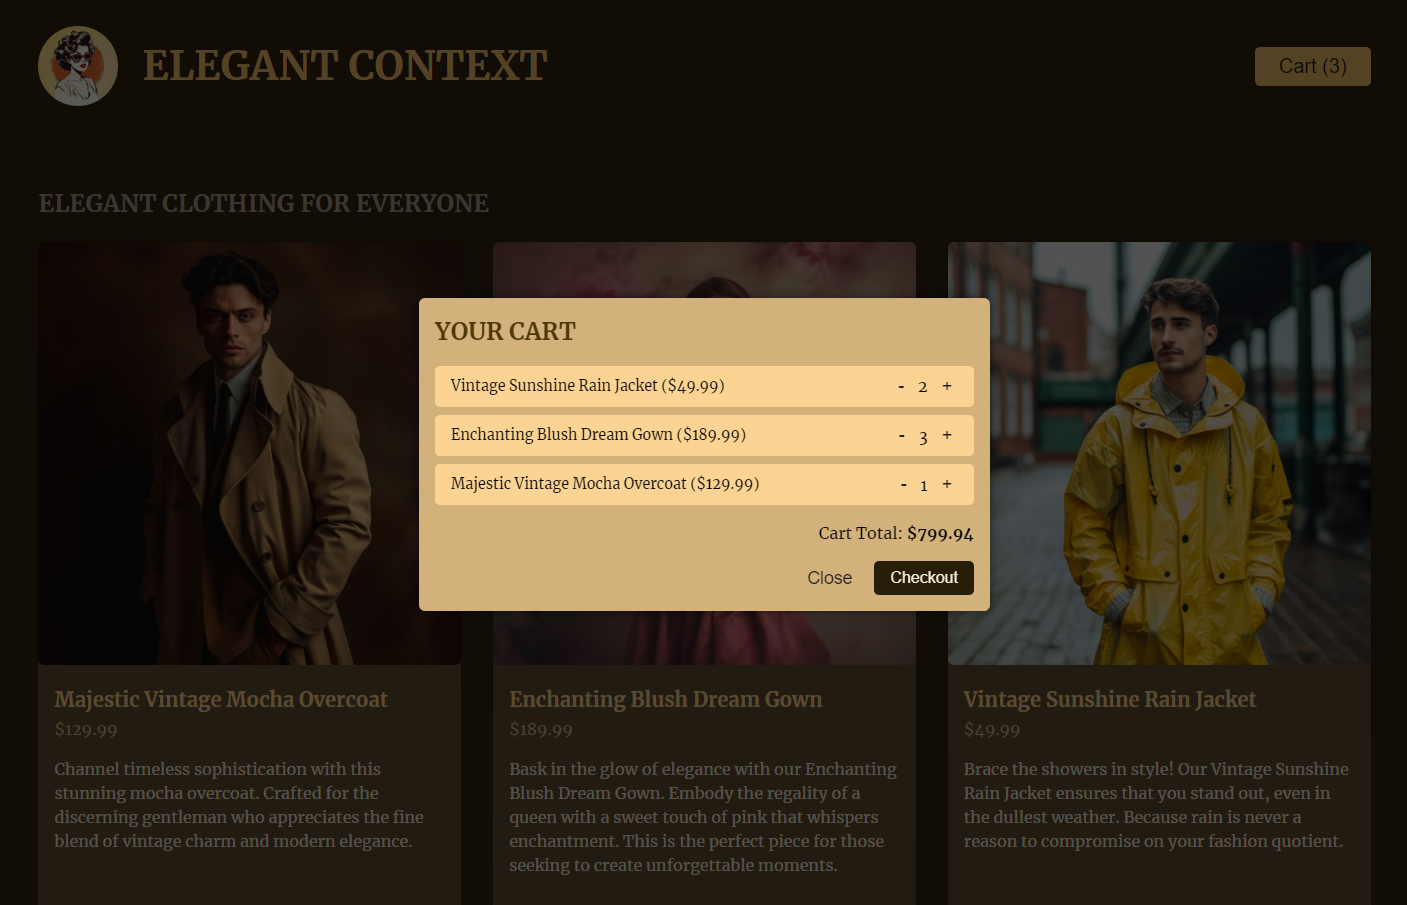 ELEGANT CONTEXT
Cart (3)
ELEGANT CLOTHING FOR EVERYONE
YOUR CART
Vintage Sunshine Rain Jacket ($49.99) - 2 +
Enchanting Blush Dream Gown ($189.99) - 3 +
Majestic Vintage Mocha Overcoat ($129.99) - 1 +
Cart Total: $799.94
Close Checkout
Majestic Vintage Mocha Overcoat
$129.99
Channel timeless sophistication with this
stunning mocha overcoat. Crafted for the
discerning gentleman who appreciates the fine
blend of vintage charm and modern elegance.
Enchanting Blush Dream Gown
$189.99
Bask in the glow of elegance with our Enchanting
Blush Dream Gown. Embody the regality of a
queen with a sweet touch of pink that whispers
enchantment. This is the perfect piece for those
seeking to create unforgettable moments.
Vintage Sunshine Rain Jacket
$49.99
Brace the showers in style! Our Vintage Sunshine
Rain Jacket ensures that you stand out, even in
the dullest weather. Because rain is never a
reason to compromise on your fashion quotient.